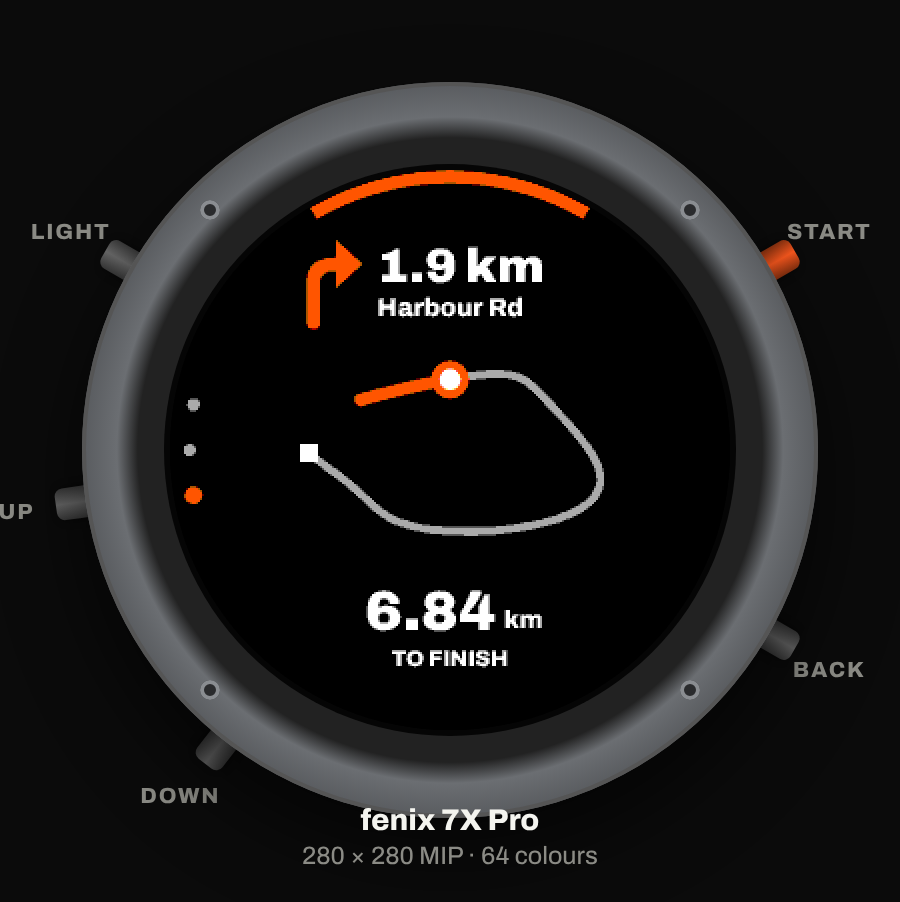 LIGHT
START
1.9 km
Harbour Rd
UP
6.84 km
TO FINISH
BACK
DOWN
fenix 7X Pro
280 × 280 MIP · 64 colours